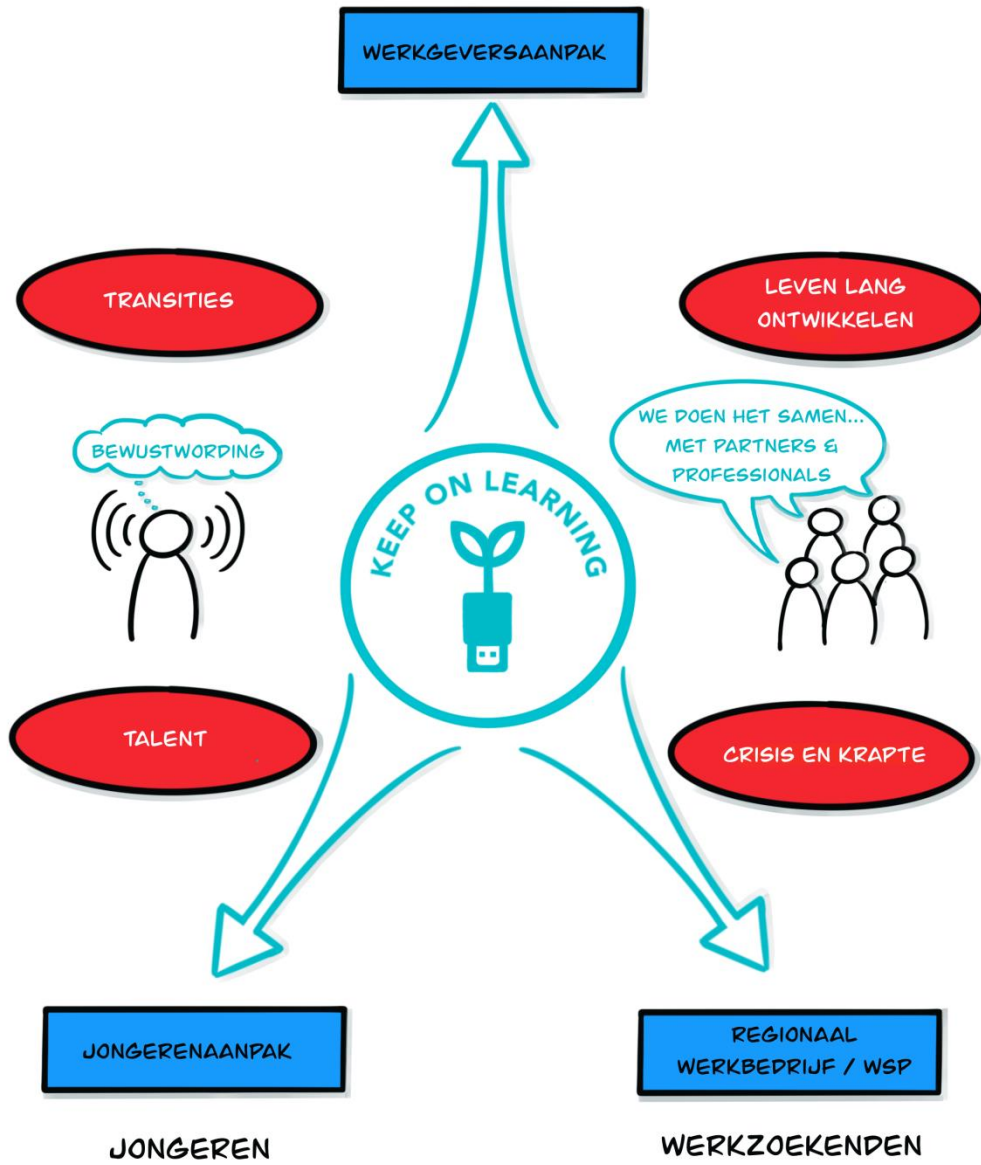 WERKGEVERSAANPAK
TRANSITIES
LEVEN LANG
ONTWIKKELEN
BEWUSTWORDING
WE DOEN HET SAMEN...
MET PARTNERS &
PROFESSIONALS
KEEP ON LEARNING
TALENT
CRISIS EN KRAPTE
JONGERENAANPAK
REGIONAAL
WERKBEDRIJF / WSP
JONGEREN
WERKZOEKENDEN